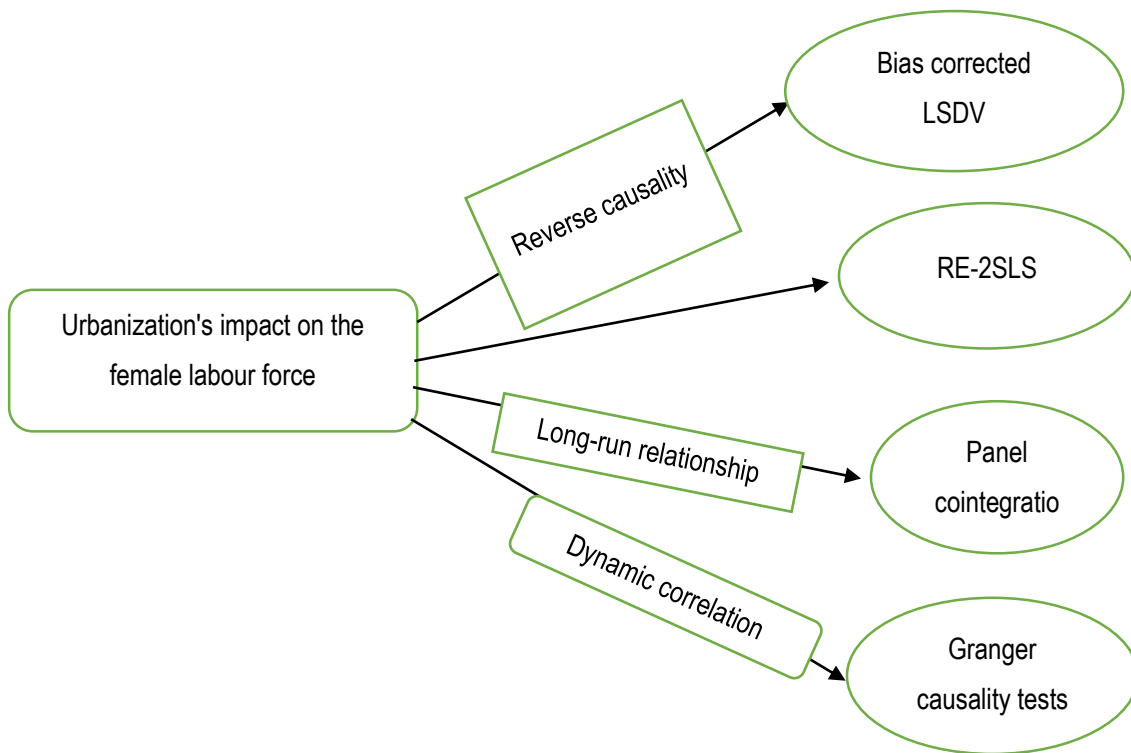 Bias corrected
LSDV
Reverse causality
RE-2SLS
Urbanization's impact on the
female labour force
Long-run relationship
Panel
cointegratio
Dynamic correlation
Granger
causality tests